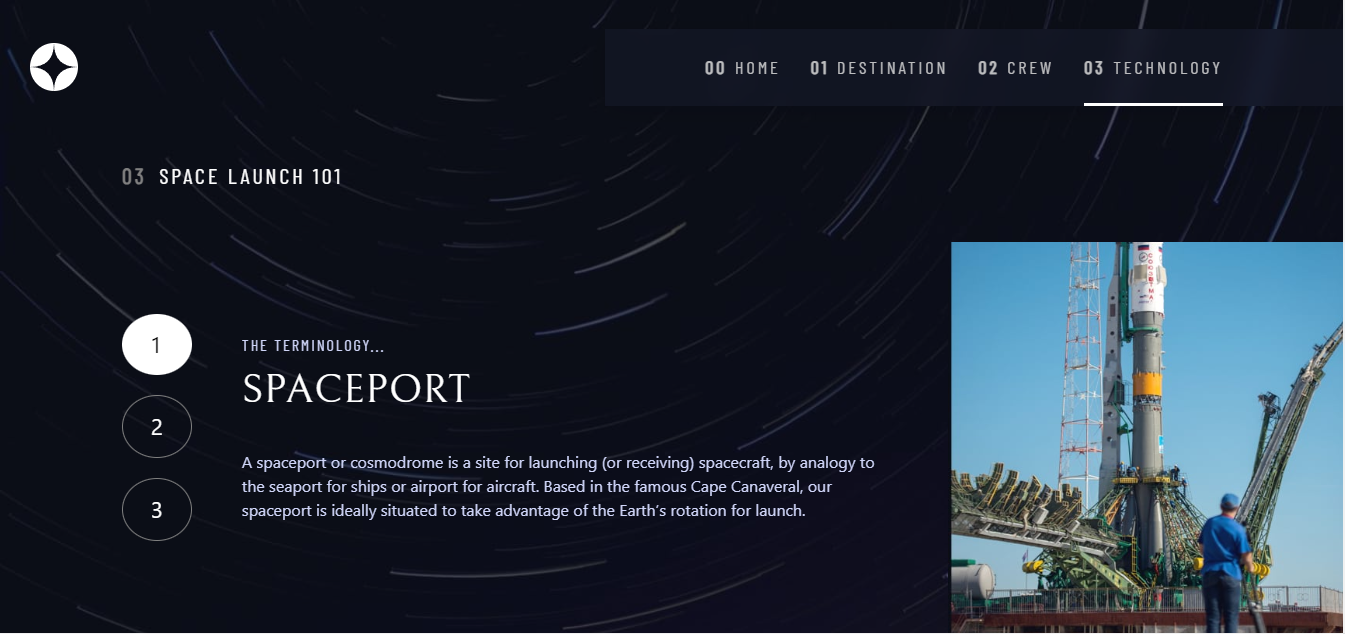 00 HOME 01 DESTINATION 02 CREW 03 TECHNOLOGY
03 SPACE LAUNCH 101
1
THE TERMINOLOGY...
SPACEPORT
2
A spaceport or cosmodrome is a site for launching (or receiving) spacecraft, by analogy to
the seaport for ships or airport for aircraft. Based in the famous Cape Canaveral, our
spaceport is ideally situated to take advantage of the Earth’s rotation for launch.
3